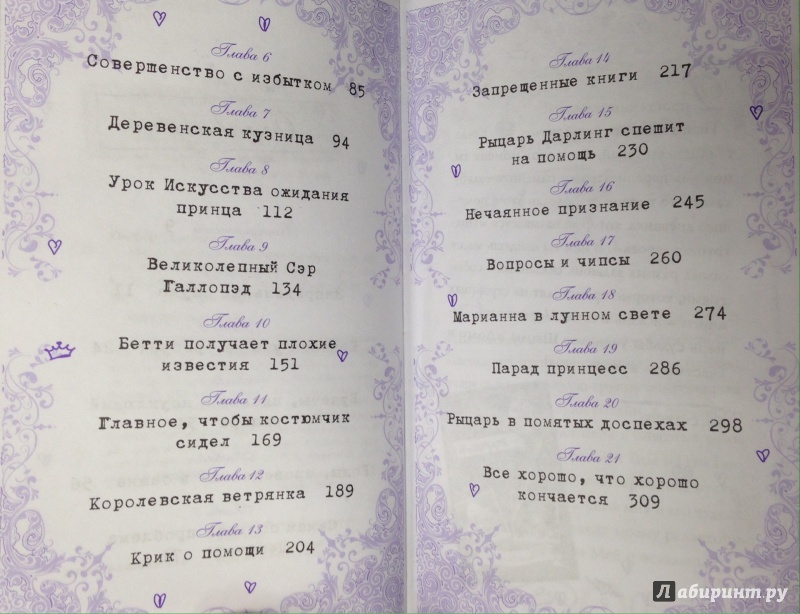 Глава 6
Совершенство с избытком 85
Глава 7
Деревенская кузница 94
Глава 8
Урок Искусства ожидания
принца 112
Глава 9
Великолепный Сэр
Галлопэд 134
Глава 10
Бетти получает плохие
известия 151
Глава 11
Главное, чтобы костюмчик
сидел 169
Глава 12
Королевская ветрянка 189
Глава 13
Крик о помощи 204
Глава 14
Запрещенные книги 217
Глава 15
Рыцарь Дарлинг спешит
на помощь 230
Глава 16
Нечаянное признание 245
Глава 17
Вопросы и чипсы 260
Глава 18
Марианна в лунном свете 274
Глава 19
Парад принцесс 286
Глава 20
Рыцарь в помятых доспехах 298
Глава 21
Все хорошо, что хорошо
кончается 309
Лабиринт.ру